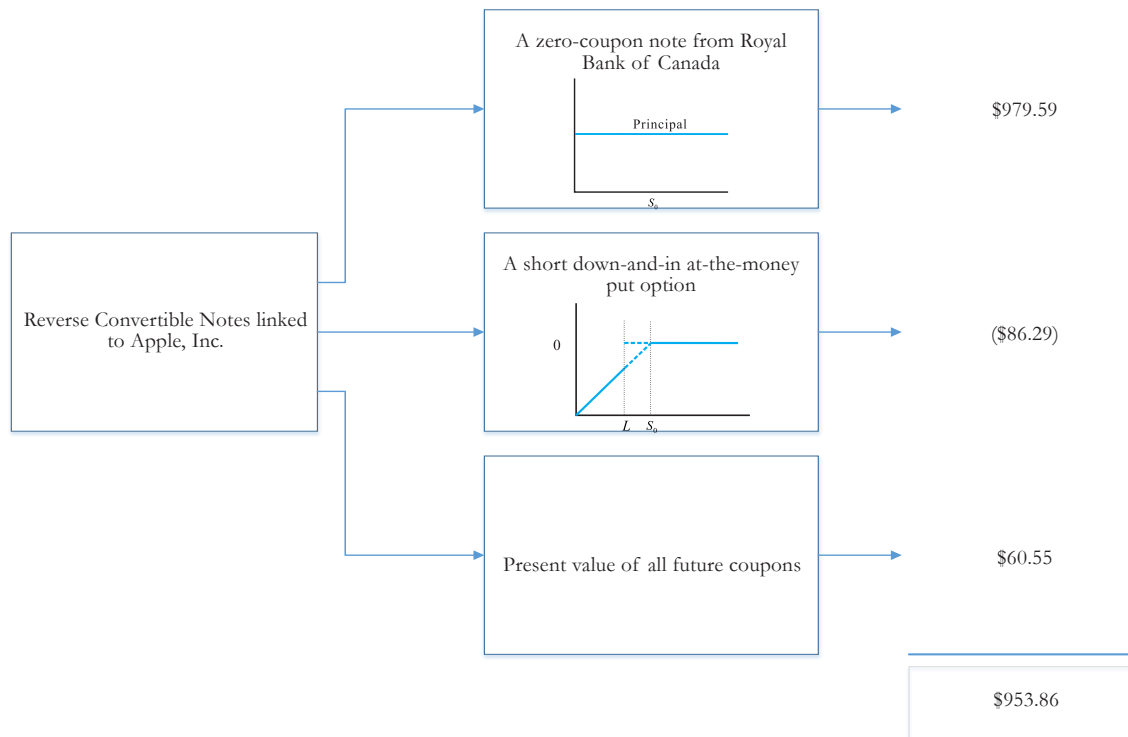 A zero-coupon note from Royal
Bank of Canada
Principal
S₀
$979.59
Reverse Convertible Notes linked
to Apple, Inc.
A short down-and-in at-the-money
put option
0
L S₀
($86.29)
Present value of all future coupons
$60.55
$953.86